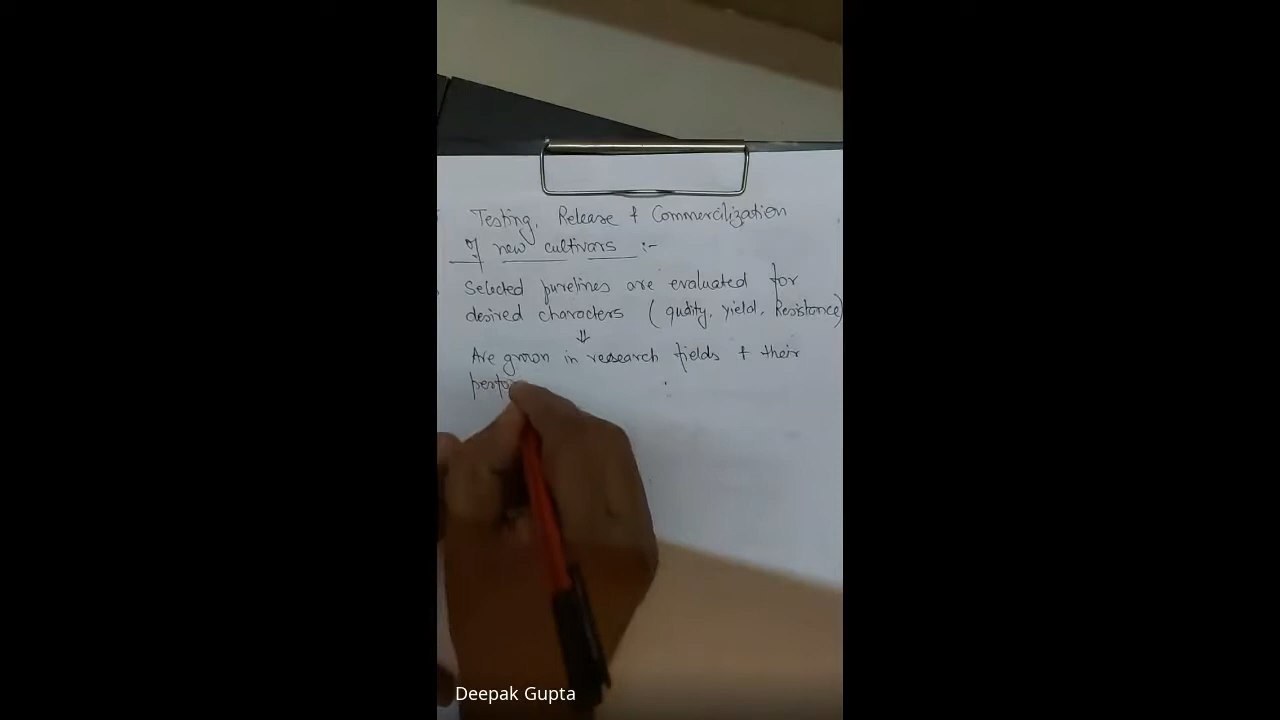 Testing, Release + Commercilization
of new cultivars :-
Selected purelines are evaluated for
desired characters ( quality, yield, Resistance)
⇓
Are grown in research fields + their
perfo
Deepak Gupta